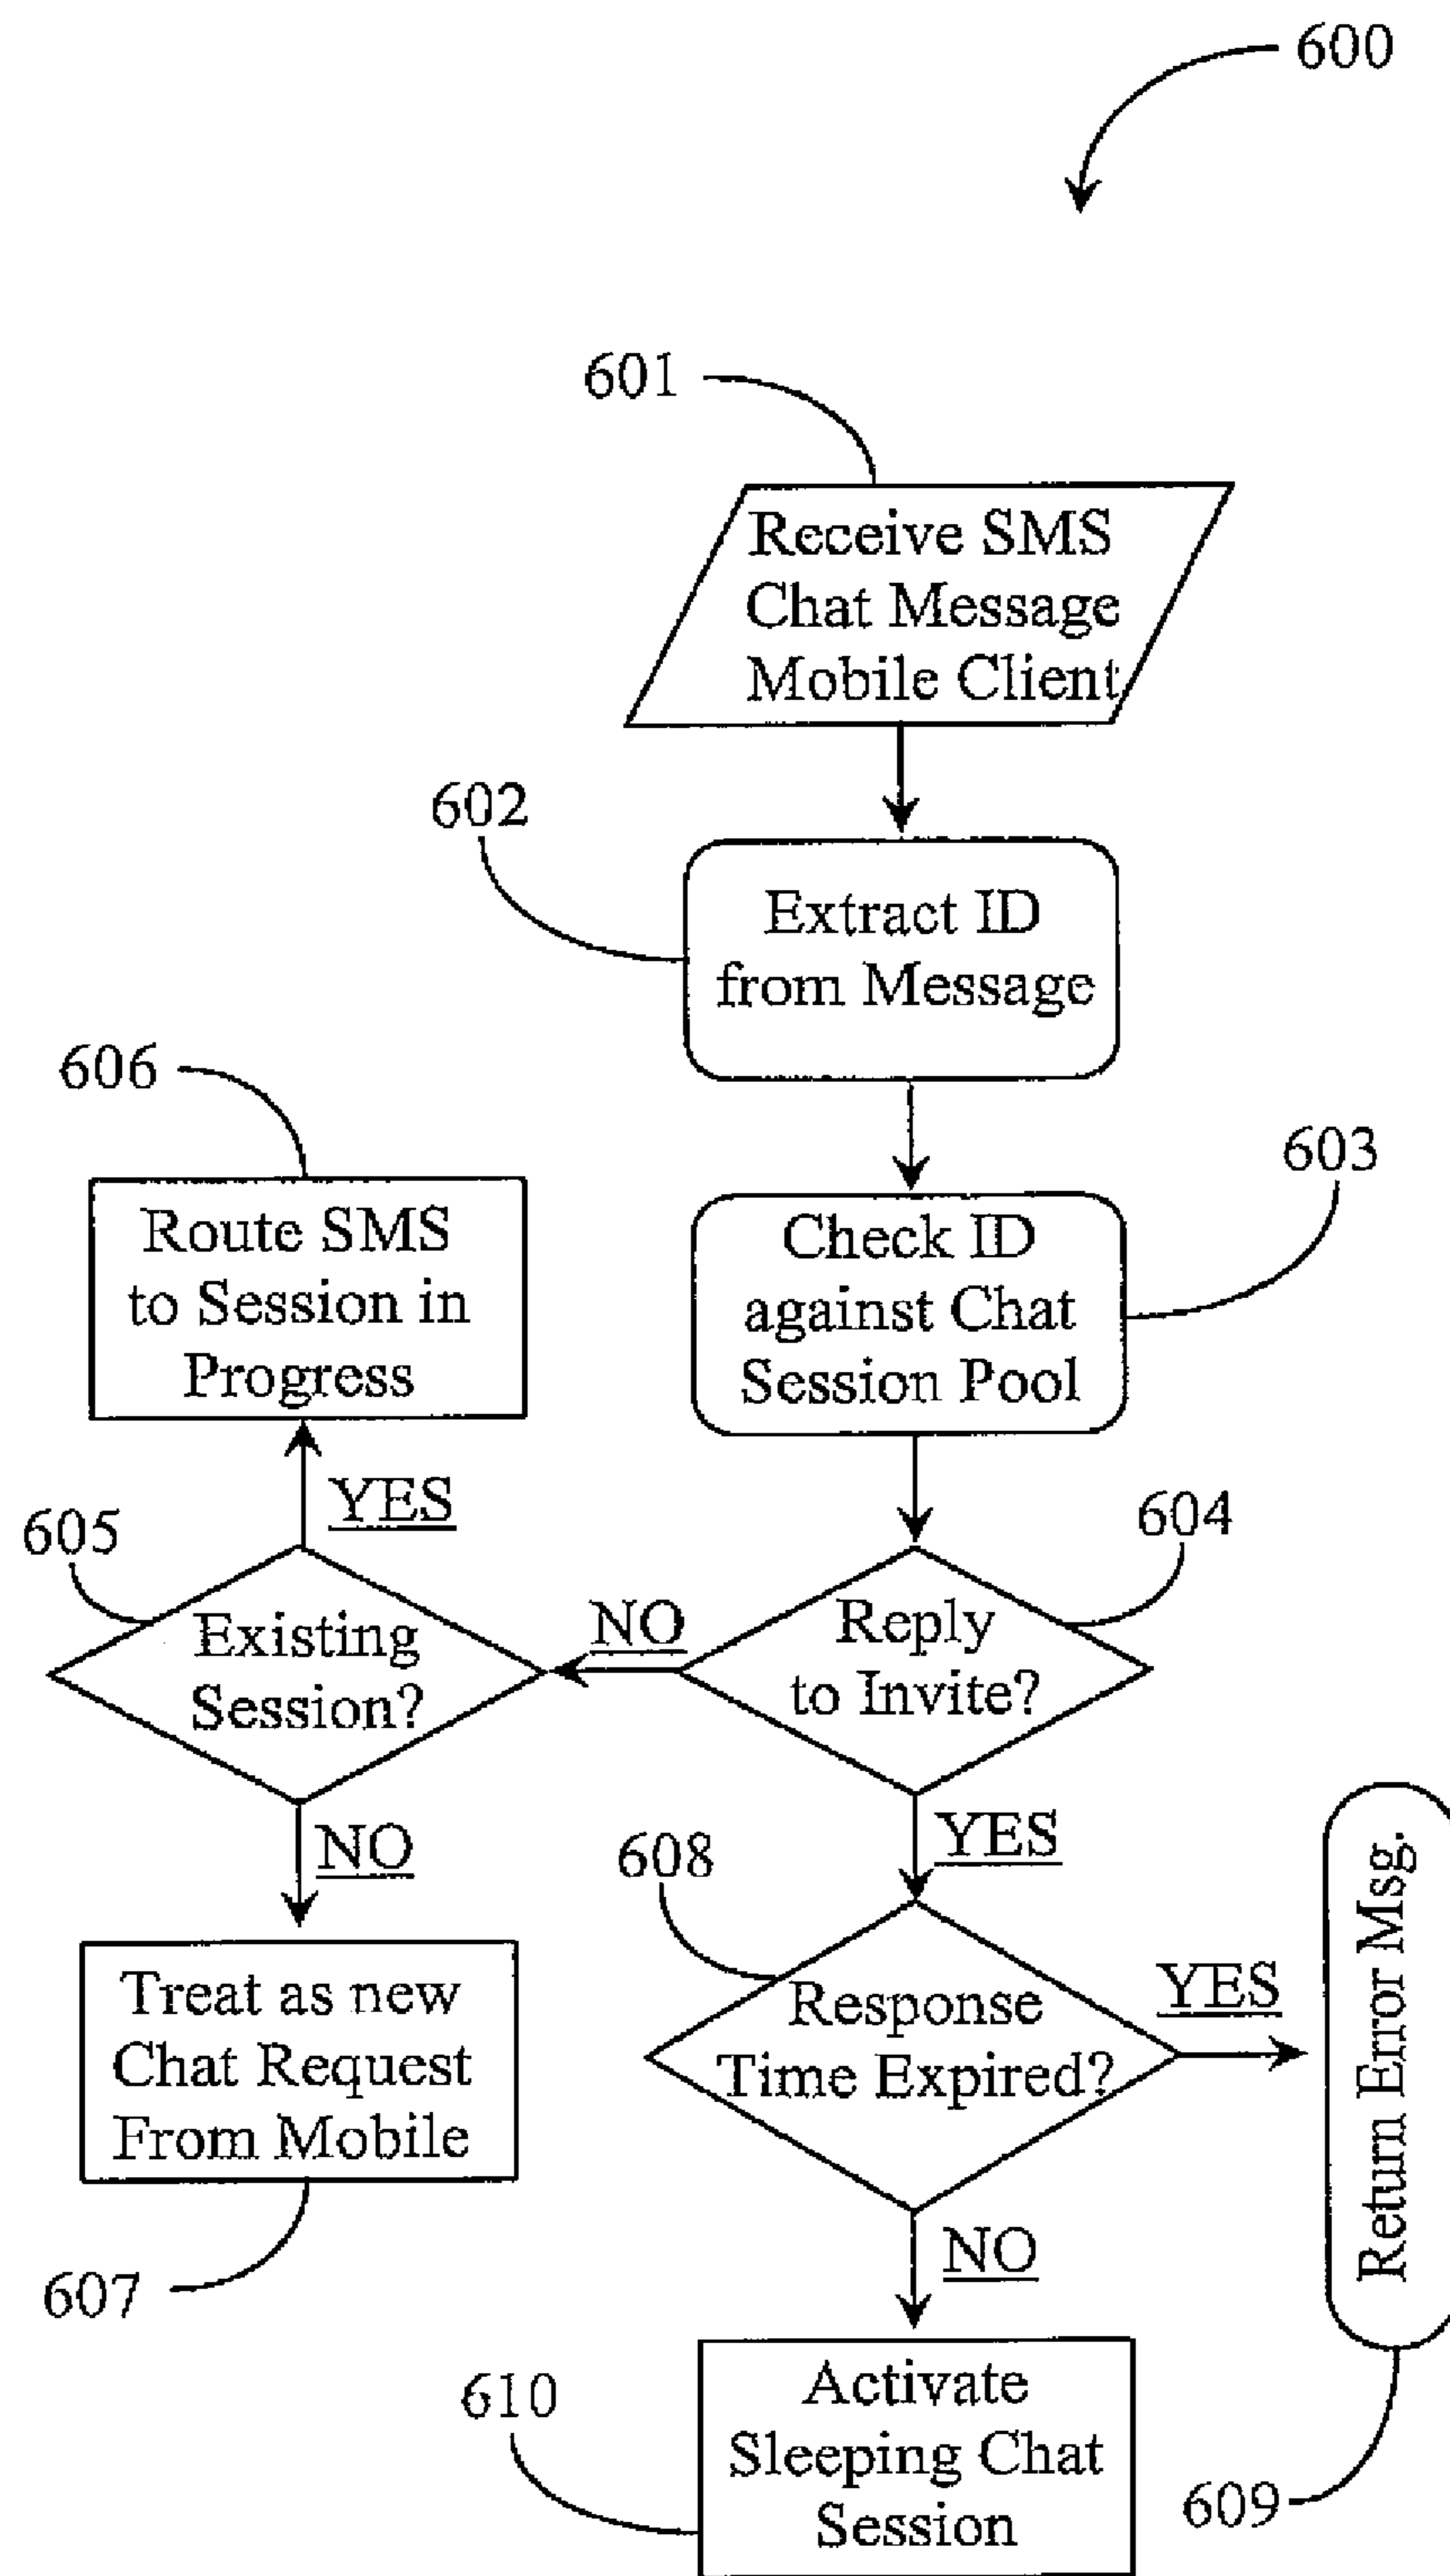 600
601
Receive SMS
Chat Message
Mobile Client
602
Extract ID
from Message
606
603
Route SMS
to Session in
Progress
Check ID
against Chat
Session Pool
YES
605
604
Existing
Session?
NO
Reply
to Invite?
NO
YES
608
Treat as new
Chat Request
From Mobile
Response
Time Expired?
YES
Return Error Msg.
607
NO
610
Activate
Sleeping Chat
Session
609